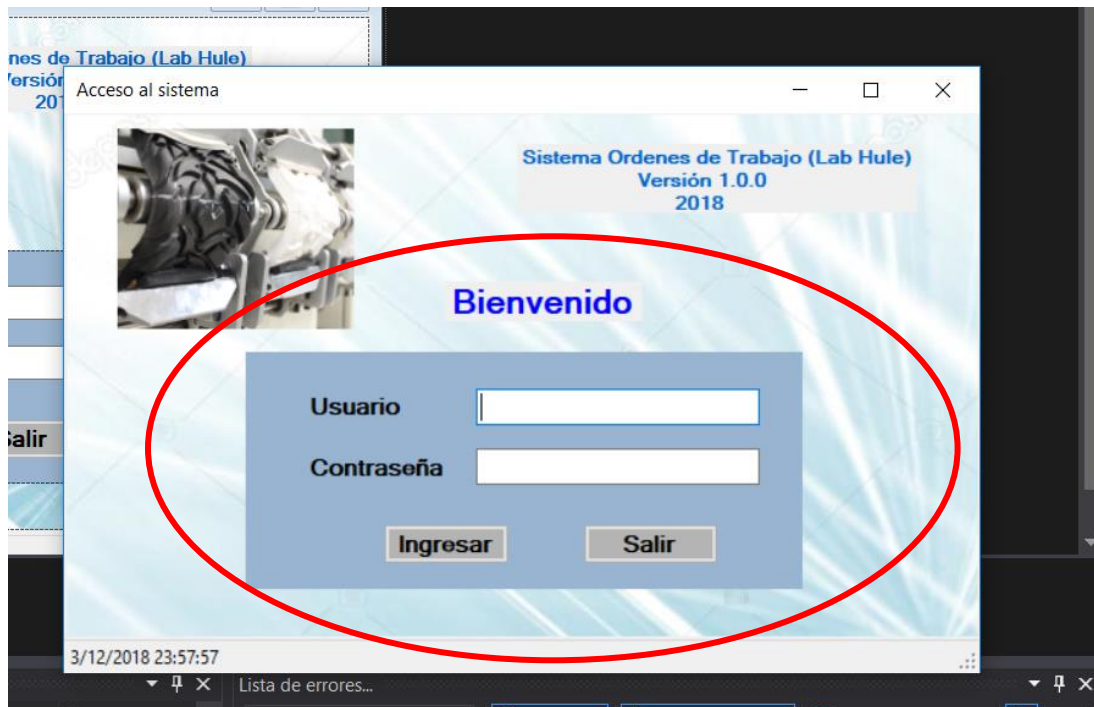 nes de Trabajo (Lab Hule)
Versión
201
Acceso al sistema
Sistema Ordenes de Trabajo (Lab Hule)
Versión 1.0.0
2018
Bienvenido
Usuario
Contraseña
Salir
Ingresar
Salir
3/12/2018 23:57:57
Lista de errores...